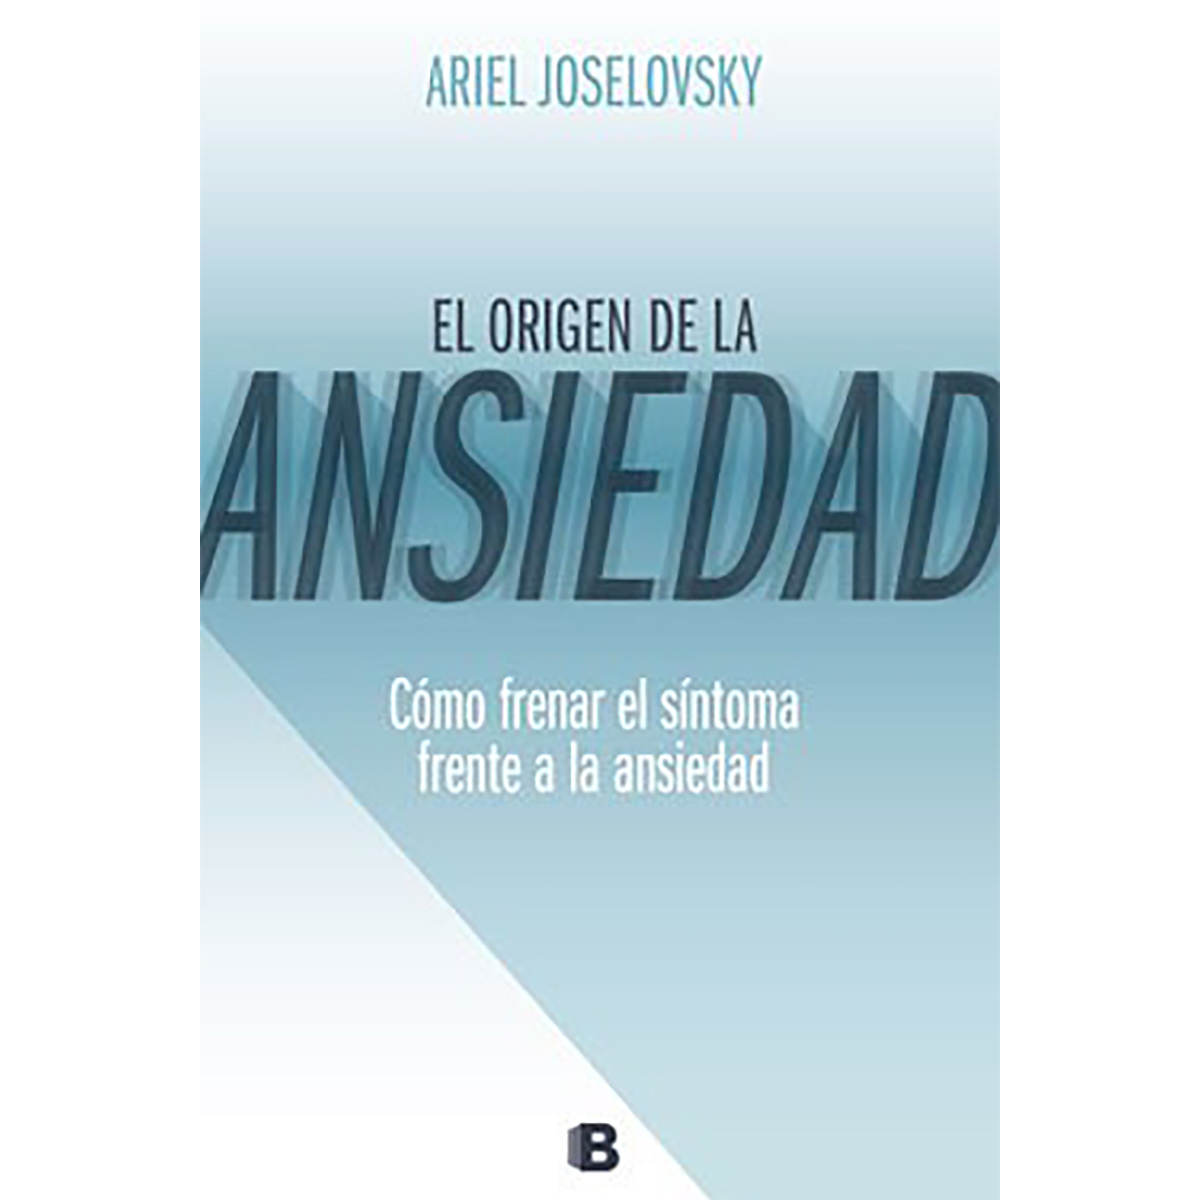 ARIEL JOSELOVSKY
EL ORIGEN DE LA
ANSIEDAD
Cómo frenar el síntoma
frente a la ansiedad
B